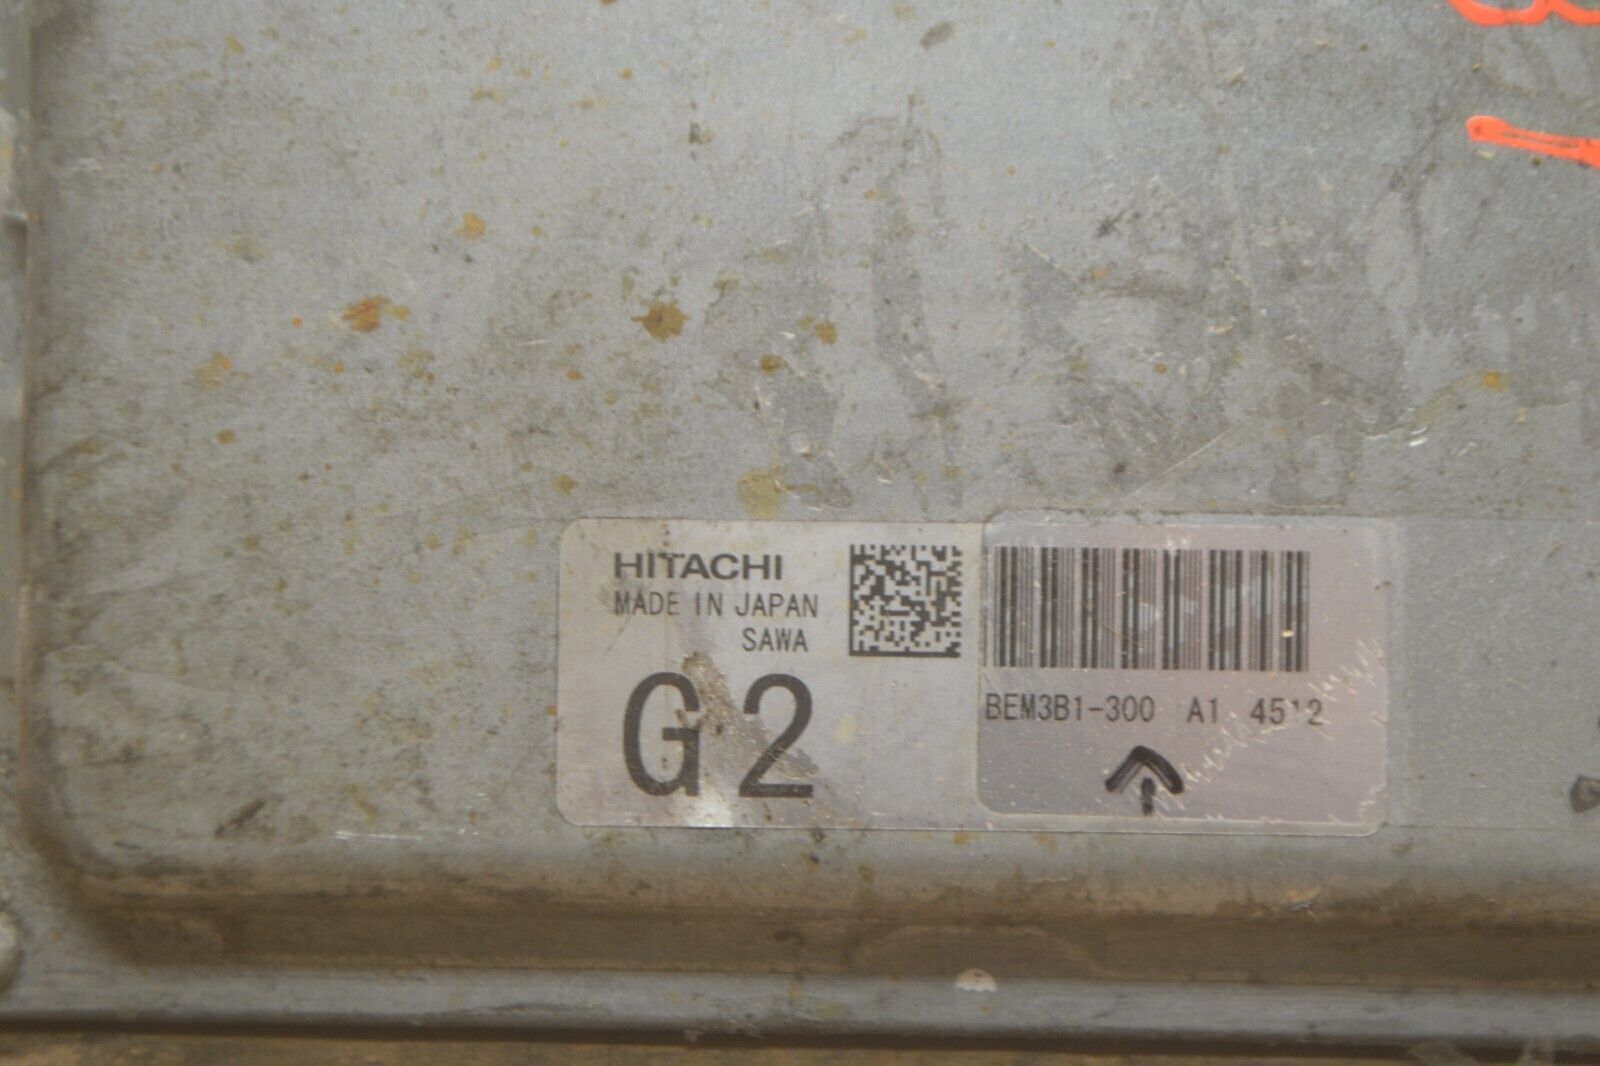 HITACHI
MADE IN JAPAN
SAWA
G2
BEM3B1-300 A1 4512